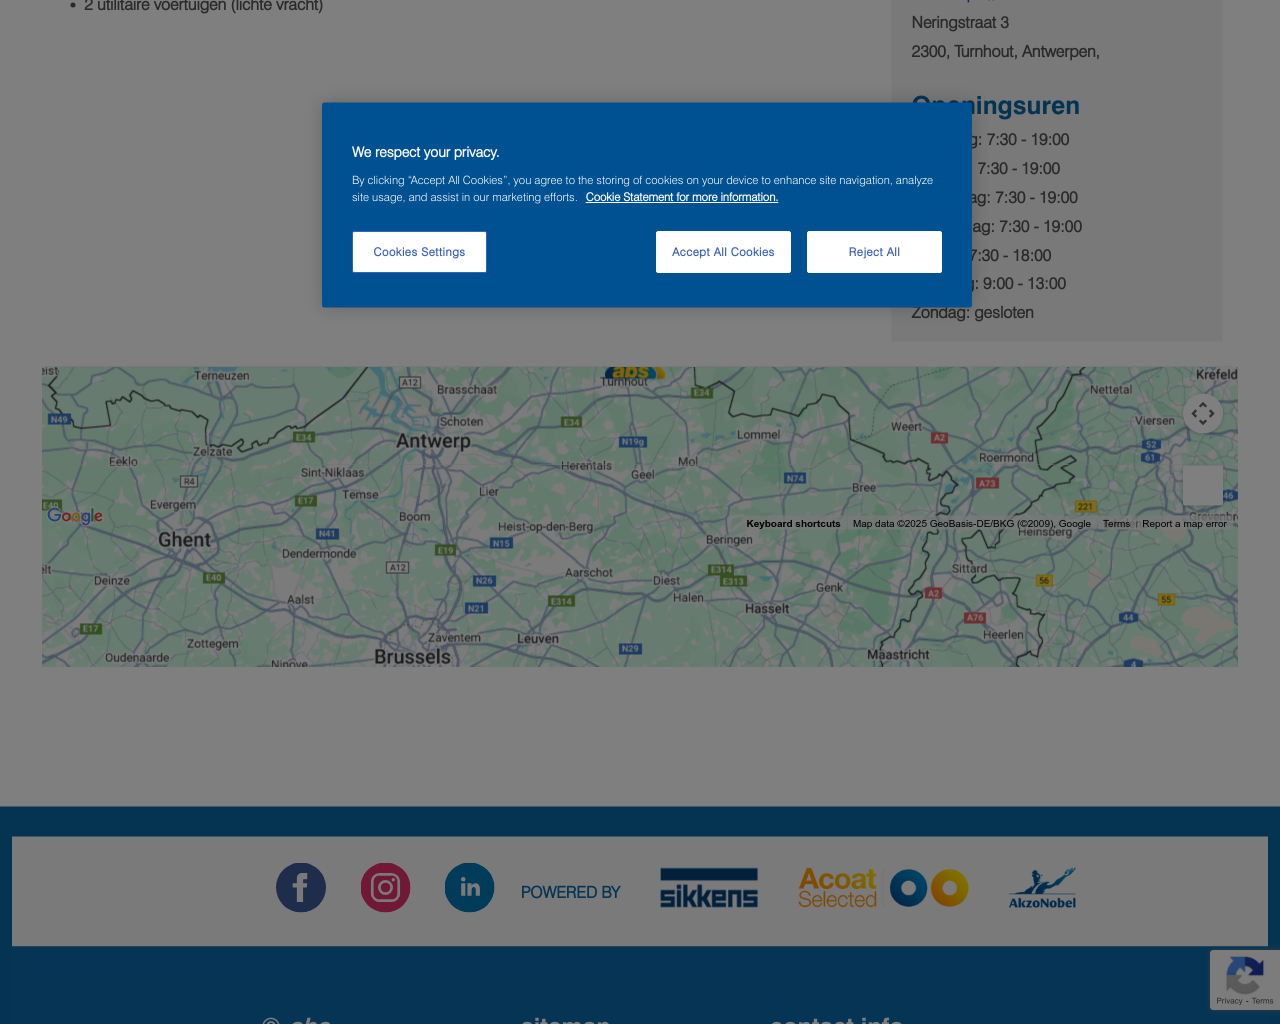 2 utilitaire voertuigen (lichte vracht)
Neringstraat 3
2300, Turnhout, Antwerpen,
Openingsuren
7:30 - 19:00
7:30 - 19:00
7:30 - 19:00
7:30 - 19:00
7:30 - 18:00
9:00 - 13:00
Zondag: gesloten
We respect your privacy.
By clicking “Accept All Cookies”, you agree to the storing of cookies on your device to enhance site navigation, analyze
site usage, and assist in our marketing efforts. Cookie Statement for more information.
Cookies Settings
Accept All Cookies
Reject All
Terneuzen
A12
Brasschaat
abs
Turnhout
E34
Nettetal
Krefeld
N49
Schoten
E34
Weert
Viersen
Zelzate
E34
Antwerp
N19g
Lommel
A2
52
61
Eeklo
Sint-Niklaas
Herentals
Geel
Mol
Roermond
R4
Temse
Lier
N74
Bree
A73
46
E40
Evergem
E17
Boom
Heist-op-den-Berg
221
Google
Keyboard shortcuts
Map data ©2025 GeoBasis-DE/BKG (©2009), Google
Terms
Report a map error
Ghent
N41
Dendermonde
E19
N15
Beringen
Heinsberg
Deinze
E40
A12
N26
Aarschot
Diest
E314
E313
Genk
Sittard
56
Aalst
N21
E314
Halen
Hasselt
A2
55
E17
Zottegem
Zaventem
Leuven
A76
Heerlen
44
Oudenaarde
Ninove
Brussels
N29
Maastricht
4
POWERED BY
sikkens
Acoat
Selected
AkzoNobel
Privacy - Terms
© abs
sitemap
contact info